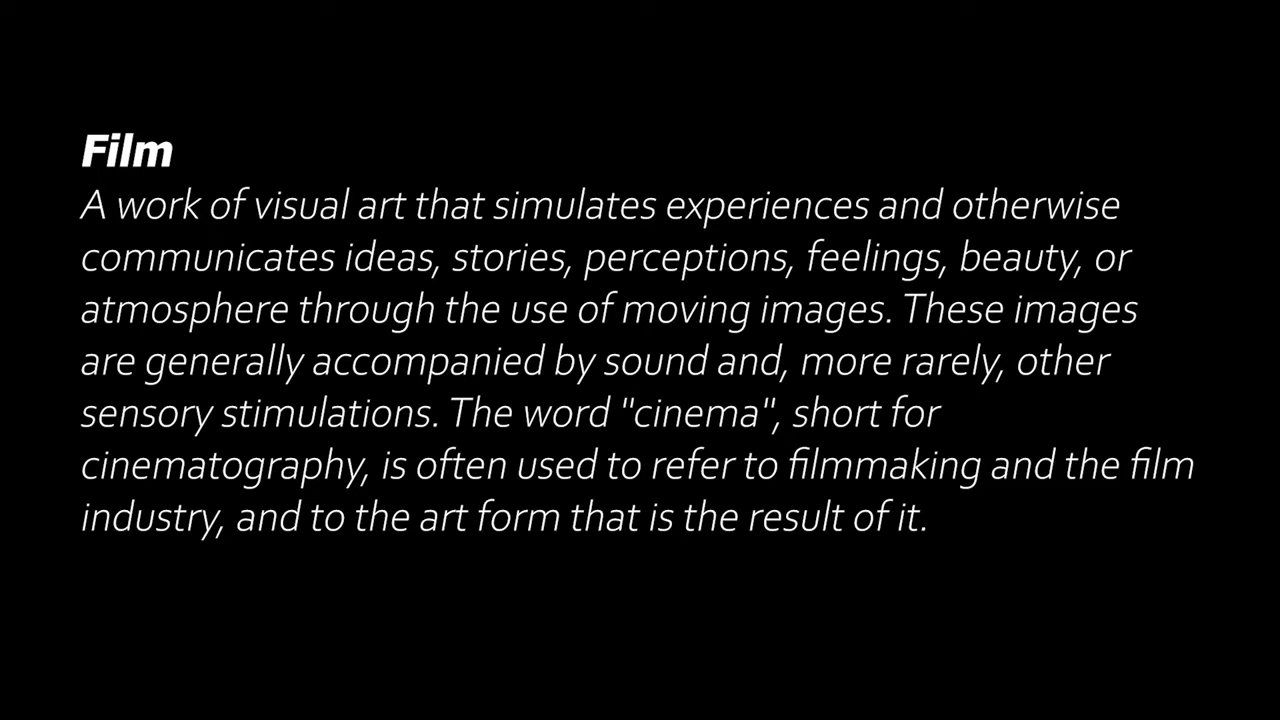 Film
A work of visual art that simulates experiences and otherwise
communicates ideas, stories, perceptions, feelings, beauty, or
atmosphere through the use of moving images. These images
are generally accompanied by sound and, more rarely, other
sensory stimulations. The word "cinema", short for
cinematography, is often used to refer to filmmaking and the film
industry, and to the art form that is the result of it.